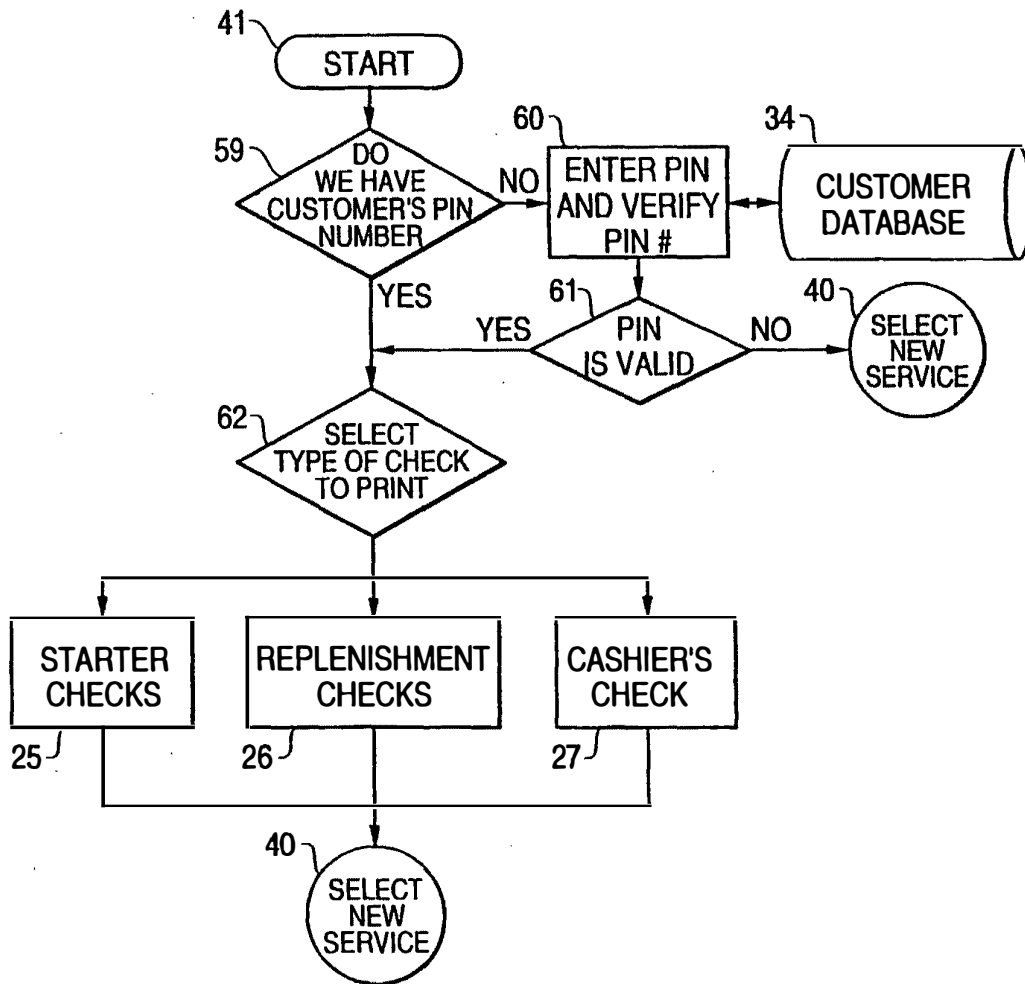 41
START
59
DO
WE HAVE
CUSTOMER'S PIN
NUMBER
NO
60
ENTER PIN
AND VERIFY
PIN #
34
CUSTOMER
DATABASE
YES
61
PIN
IS VALID
YES
NO
40
SELECT
NEW
SERVICE
62
SELECT
TYPE OF CHECK
TO PRINT
STARTER
CHECKS
25
REPLENISHMENT
CHECKS
26
CASHIER'S
CHECK
27
40
SELECT
NEW
SERVICE